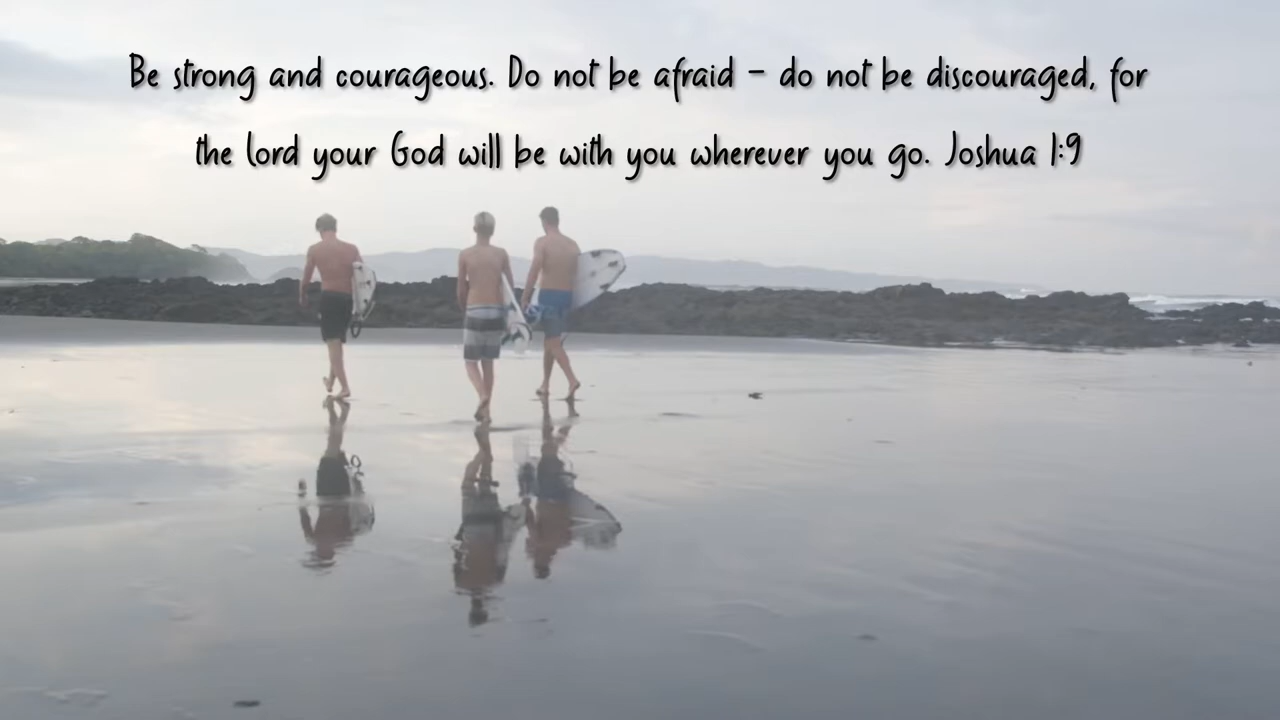 Be strong and courageous. Do not be afraid - do not be discouraged, for
the lord your God will be with you wherever you go. Joshua 1:9